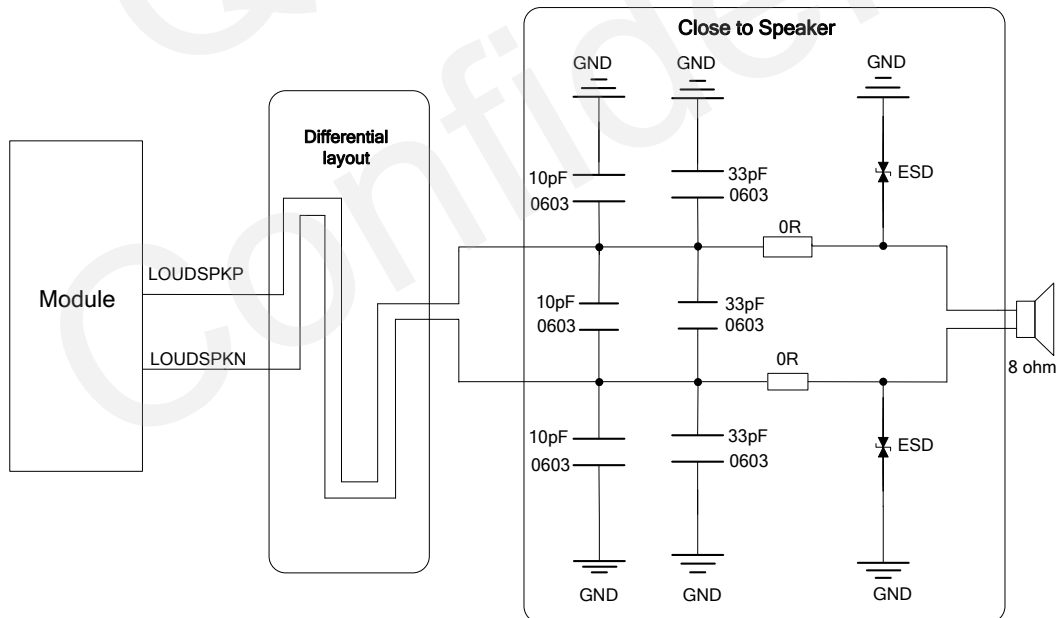 Close to Speaker
GND
GND
GND
Differential
layout
10pF
0603
33pF
0603
ESD
0R
LOUDSPKP
Module
10pF
0603
33pF
0603
LOUDSPKN
0R
8 ohm
10pF
0603
33pF
0603
ESD
GND
GND
GND